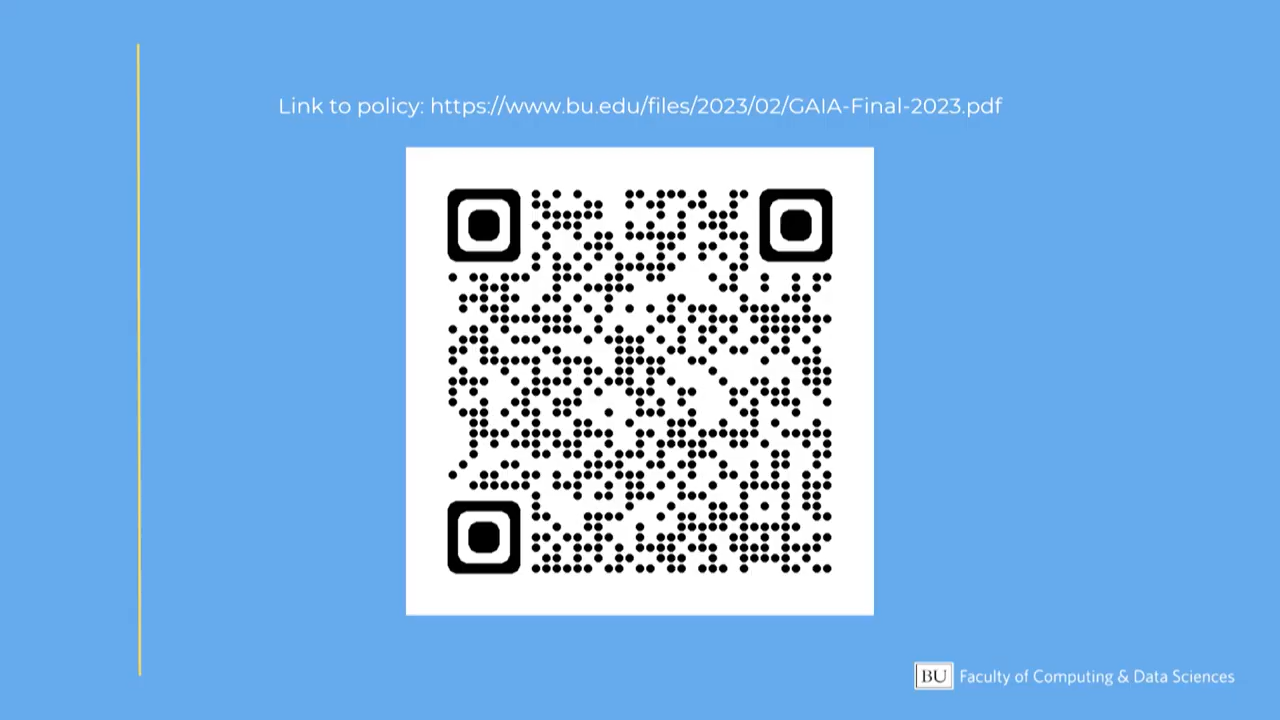 Link to policy: https://www.bu.edu/files/2023/02/GAIA-Final-2023.pdf
BU Faculty of Computing & Data Sciences